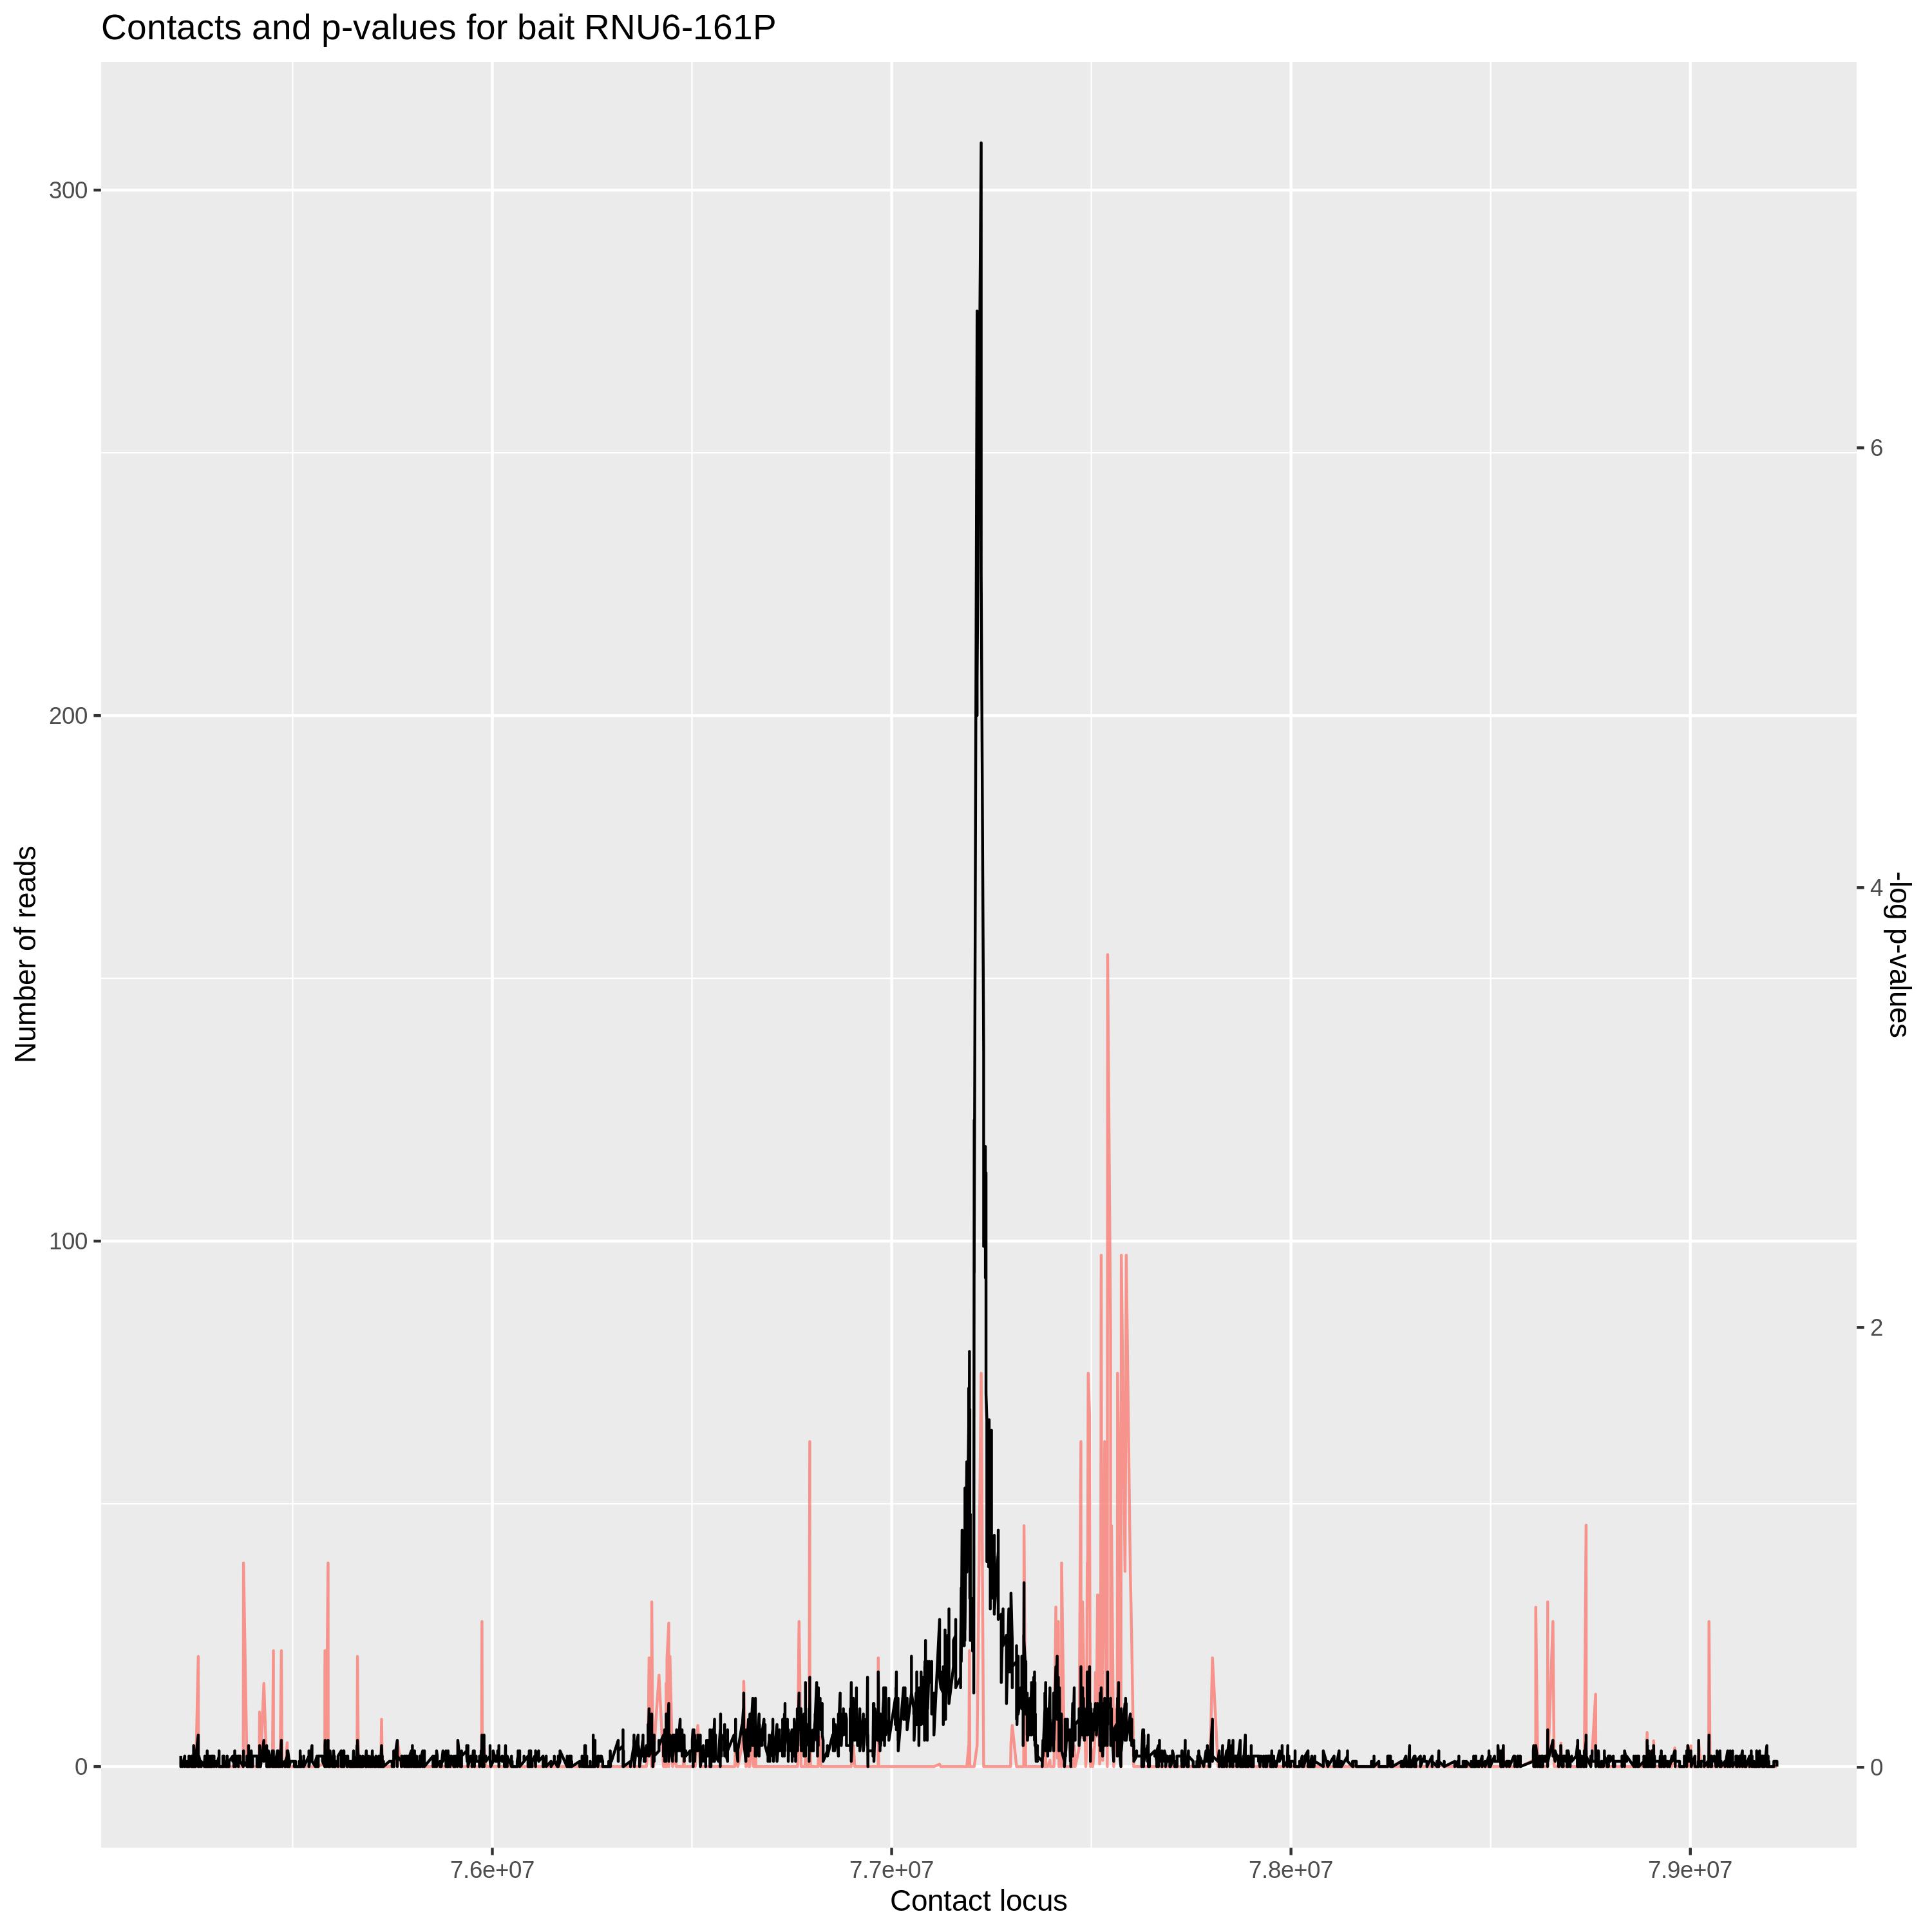 Contacts and p-values for bait RNU6-161P
300
200
100
0
Number of reads
6
4
2
0
-log p-values
7.6e+07
7.7e+07
7.8e+07
7.9e+07
Contact locus